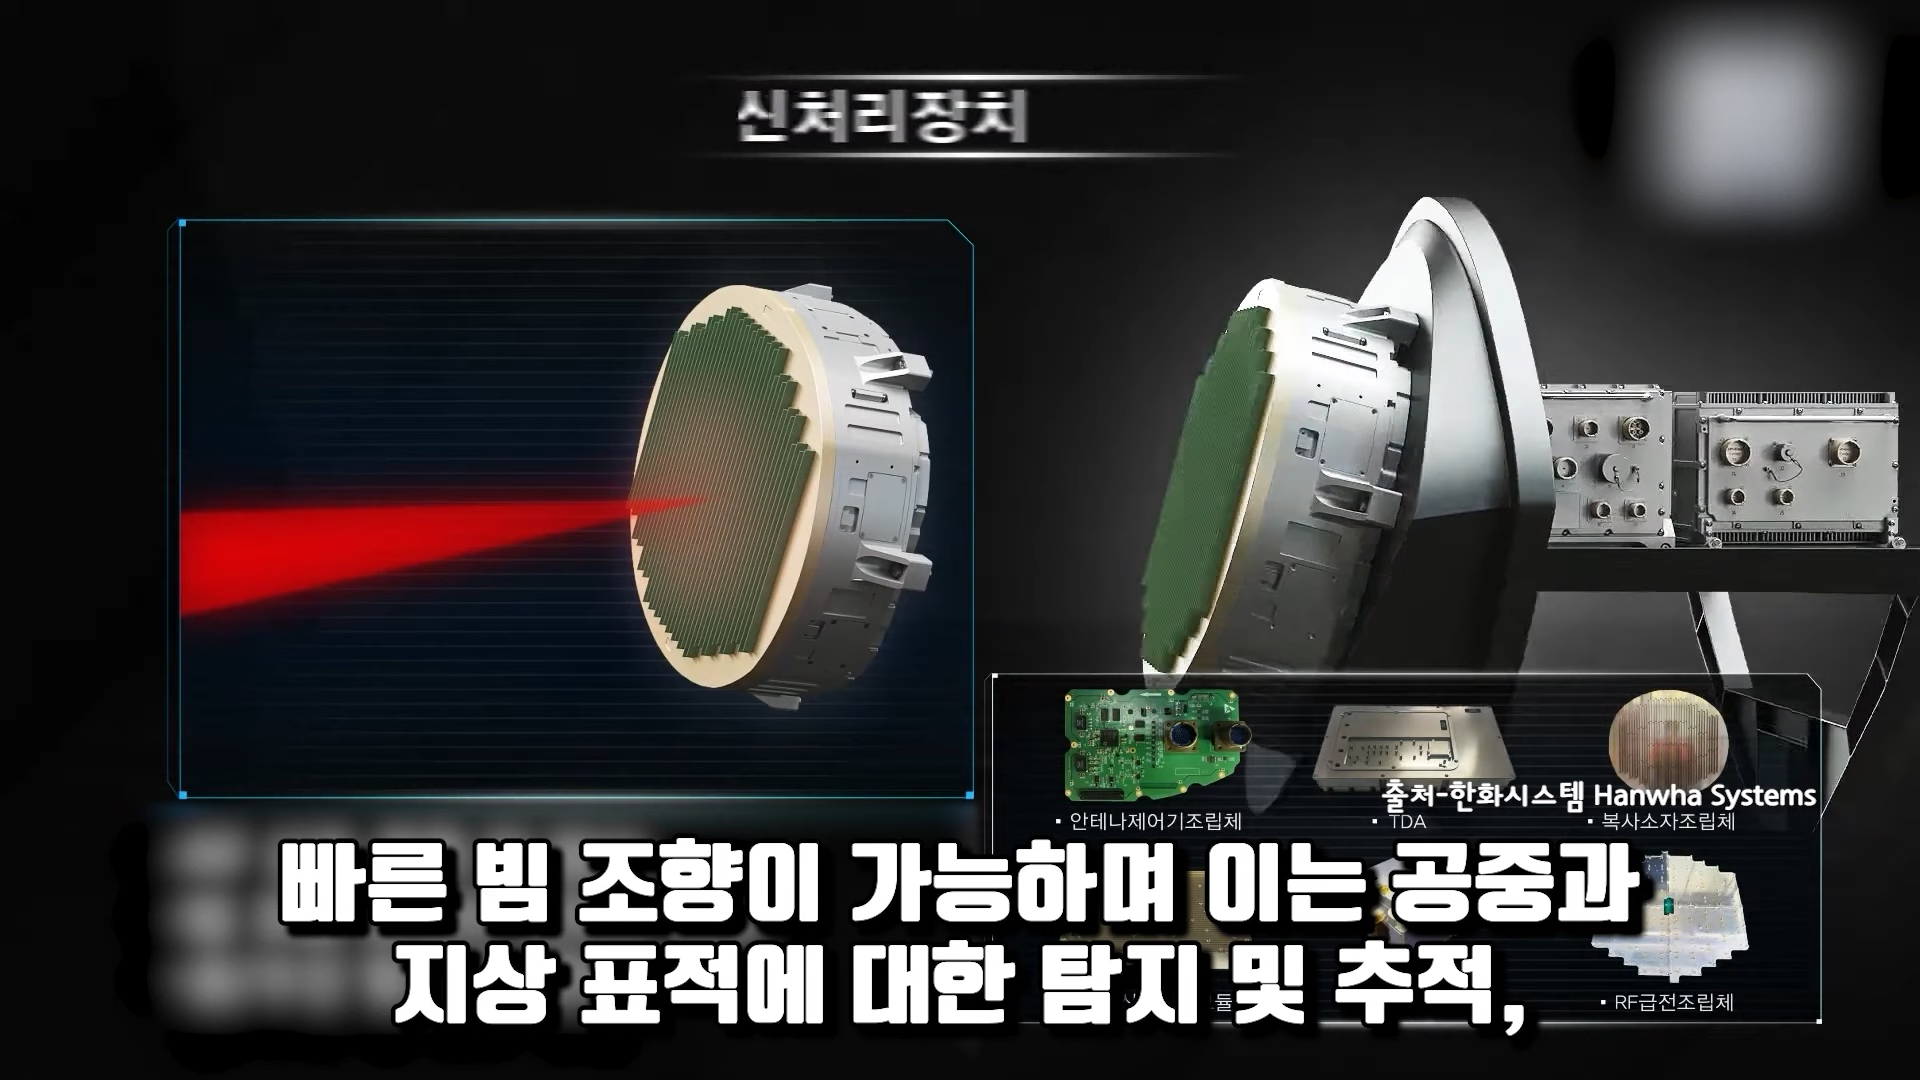 신처리장치
출처-한화시스템 Hanwha Systems
• 안테나제어기조립체
• TDA
• 복사소자조립체
빠른 빔 조향이 가능하며 이는 공중과
지상 표적에 대한 탐지 및 추적,
• RF급전조립체